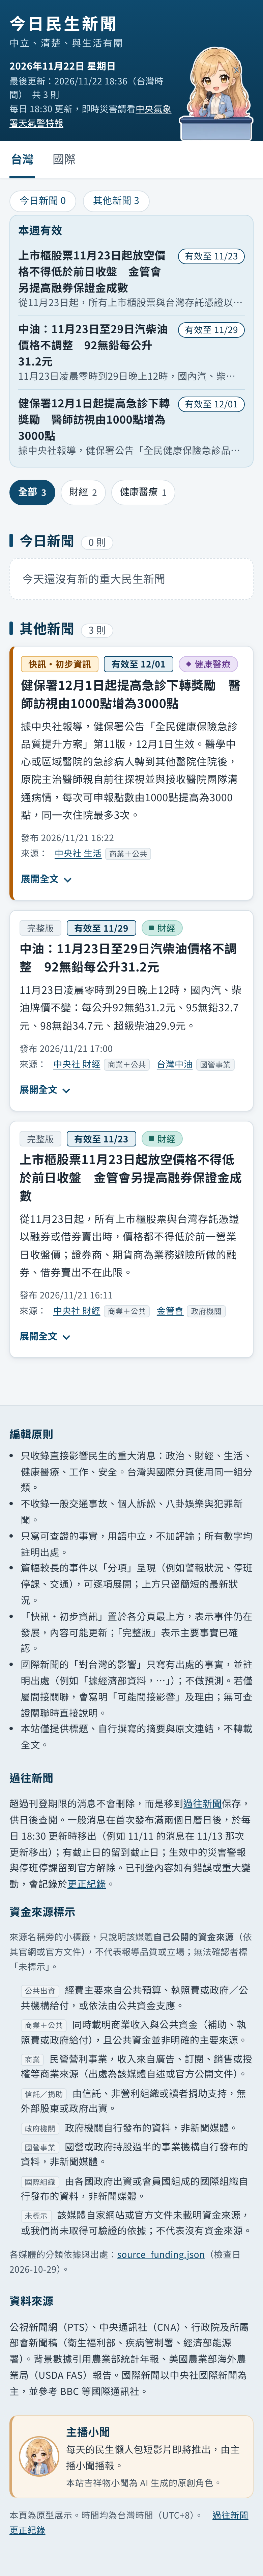 今日民生新聞
中立、清楚、與生活有關
2026年11月22日 星期日
最後更新：2026/11/22 18:36（台灣時
間） 共 3 則
每日 18:30 更新，即時災害請看中央氣象
署天氣警特報
台灣 國際
今日新聞 0 其他新聞 3
本週有效
上市櫃股票11月23日起放空價
格不得低於前日收盤 金管會
另提高融券保證金成數
有效至 11/23
從11月23日起，所有上市櫃股票與台灣存託憑證以…
中油：11月23日至29日汽柴油
價格不調整 92無鉛每公升
31.2元
有效至 11/29
11月23日凌晨零時到29日晚上12時，國內汽、柴…
健保署12月1日起提高急診下轉
獎勵 醫師訪視由1000點增為
3000點
有效至 12/01
據中央社報導，健保署公告「全民健康保險急診品…
全部 3 財經 2 健康醫療 1
今日新聞 0 則
今天還沒有新的重大民生新聞
其他新聞 3 則
快訊・初步資訊 有效至 12/01 ◆ 健康醫療
健保署12月1日起提高急診下轉獎勵 醫
師訪視由1000點增為3000點
據中央社報導，健保署公告「全民健康保險急診
品質提升方案」第11版，12月1日生效。醫學中
心或區域醫院的急診病人轉到其他醫院住院後，
原院主治醫師親自前往探視並與接收醫院團隊溝
通病情，每次可申報點數由1000點提高為3000
點，同一次住院最多3次。
發布 2026/11/21 16:22
來源： 中央社 生活 商業＋公共
展開全文
完整版 有效至 11/29 ■ 財經
中油：11月23日至29日汽柴油價格不調
整 92無鉛每公升31.2元
11月23日凌晨零時到29日晚上12時，國內汽、柴
油牌價不變：每公升92無鉛31.2元、95無鉛32.7
元、98無鉛34.7元、超級柴油29.9元。
發布 2026/11/21 17:00
來源： 中央社 財經 商業＋公共 台灣中油 國營事業
展開全文
完整版 有效至 11/23 ■ 財經
上市櫃股票11月23日起放空價格不得低
於前日收盤 金管會另提高融券保證金成
數
從11月23日起，所有上市櫃股票與台灣存託憑證
以融券或借券賣出時，價格都不得低於前一營業
日收盤價；證券商、期貨商為業務避險所做的融
券、借券賣出不在此限。
發布 2026/11/21 16:11
來源： 中央社 財經 商業＋公共 金管會 政府機關
展開全文
編輯原則
• 只收錄直接影響民生的重大消息：政治、財經、生活、
健康醫療、工作、安全。台灣與國際分頁使用同一組分
類。
• 不收錄一般交通事故、個人訴訟、八卦娛樂與犯罪新
聞。
• 只寫可查證的事實，用語中立，不加評論；所有數字均
註明出處。
• 篇幅較長的事件以「分項」呈現（例如警報狀況、停班
停課、交通），可逐項展開；上方只留簡短的最新狀
況。
• 「快訊・初步資訊」置於各分頁最上方，表示事件仍在
發展，內容可能更新；「完整版」表示主要事實已確
認。
• 國際新聞的「對台灣的影響」只寫有出處的事實，並註
明出處（例如「據經濟部資料，…」）；不做預測。若僅
屬間接關聯，會寫明「可能間接影響」及理由；無可查
證關聯時直接說明。
• 本站僅提供標題、自行撰寫的摘要與原文連結，不轉載
全文。
過往新聞
超過刊登期限的消息不會刪除，而是移到過往新聞保存，
供日後查閱。一般消息在首次發布滿兩個日曆日後，於每
日 18:30 更新時移出（例如 11/11 的消息在 11/13 那次
更新移出）；有截止日的留到截止日；生效中的災害警報
與停班停課留到官方解除。已刊登內容如有錯誤或重大變
動，會記錄於更正紀錄。
資金來源標示
來源名稱旁的小標籤，只說明該媒體自己公開的資金來源（依
其官網或官方文件），不代表報導品質或立場；無法確認者標
「未標示」。
公共出資 經費主要來自公共預算、執照費或政府／公
共機構給付，或依法由公共資金支應。
商業＋公共 同時載明商業收入與公共資金（補助、執
照費或政府給付），且公共資金並非明確的主要來源。
商業 民營營利事業，收入來自廣告、訂閱、銷售或授
權等商業來源（出處為該媒體自述或官方公開文件）。
信託／捐助 由信託、非營利組織或讀者捐助支持，無
外部股東或政府出資。
政府機關 政府機關自行發布的資料，非新聞媒體。
國營事業 國營或政府持股過半的事業機構自行發布的
資料，非新聞媒體。
國際組織 由各國政府出資或會員國組成的國際組織自
行發布的資料，非新聞媒體。
未標示 該媒體自家網站或官方文件未載明資金來源，
或我們尚未取得可驗證的依據；不代表沒有資金來源。
各媒體的分類依據與出處：source_funding.json（檢查日
2026-10-29）。
資料來源
公視新聞網（PTS）、中央通訊社（CNA）、行政院及所屬
部會新聞稿（衛生福利部、疾病管制署、經濟部能源
署）。背景數據引用農業部統計年報、美國農業部海外農
業局（USDA FAS）報告。國際新聞以中央社國際新聞為
主，並參考 BBC 等國際通訊社。
主播小聞
每天的民生懶人包短影片即將推出，由主
播小聞播報。
本站吉祥物小聞為 AI 生成的原創角色。
本頁為原型展示。時間均為台灣時間（UTC+8）。 過往新聞
更正紀錄